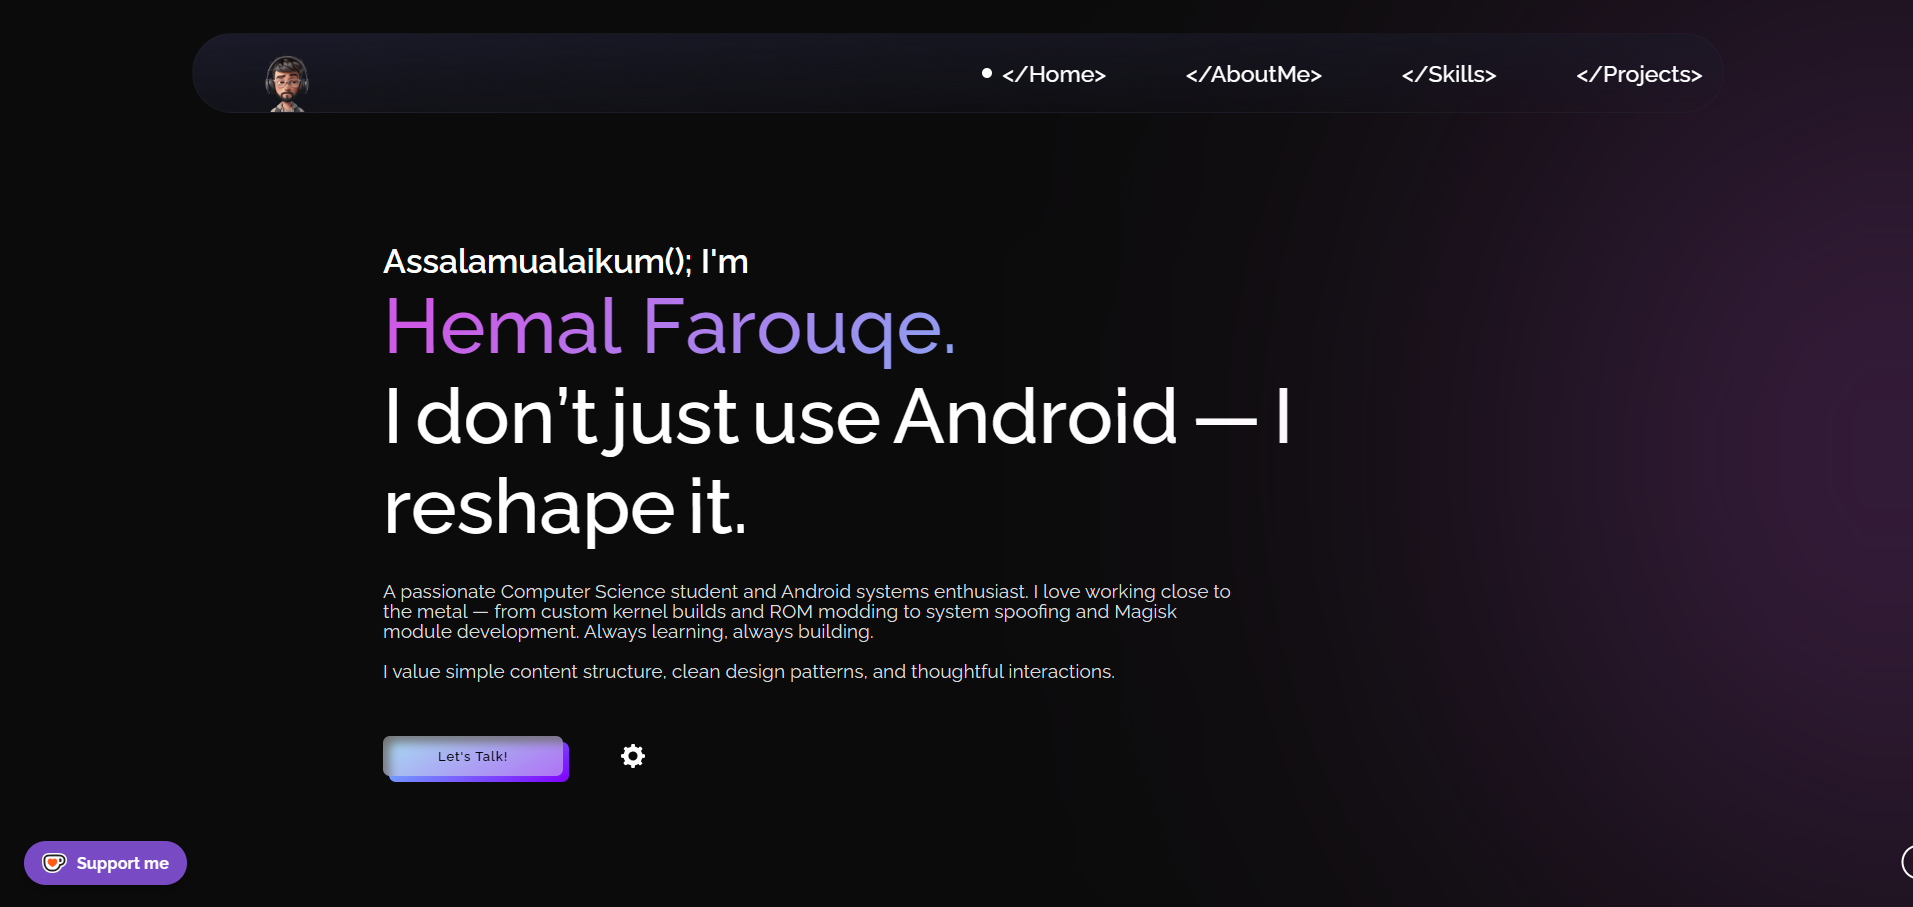 </Home>
</AboutMe>
</Skills>
</Projects>
Assalamualaikum(); I'm
Hemal Farouqe.
I don’t just use Android — I
reshape it.
A passionate Computer Science student and Android systems enthusiast. I love working close to
the metal — from custom kernel builds and ROM modding to system spoofing and Magisk
module development. Always learning, always building.
I value simple content structure, clean design patterns, and thoughtful interactions.
Let's Talk!
Support me